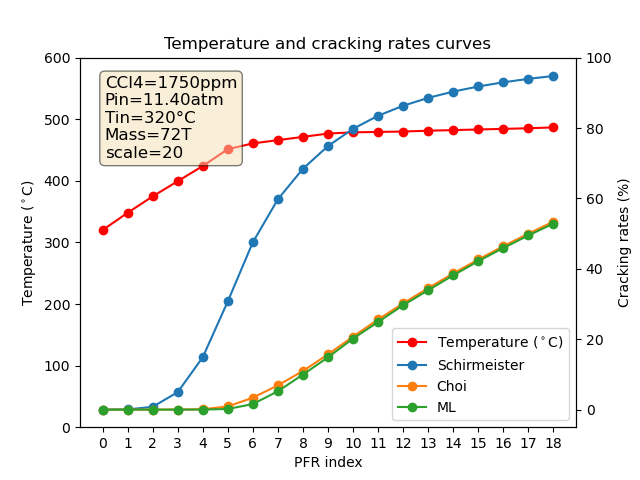 Temperature and cracking rates curves
CCl4=1750ppm
Pin=11.40atm
Tin=320°C
Mass=72T
scale=20
Temperature (°C)
600
500
400
300
200
100
0
Cracking rates (%)
100
80
60
40
20
0
Temperature (°C)
Schirmeister
Choi
ML
0 1 2 3 4 5 6 7 8 9 10 11 12 13 14 15 16 17 18
PFR index